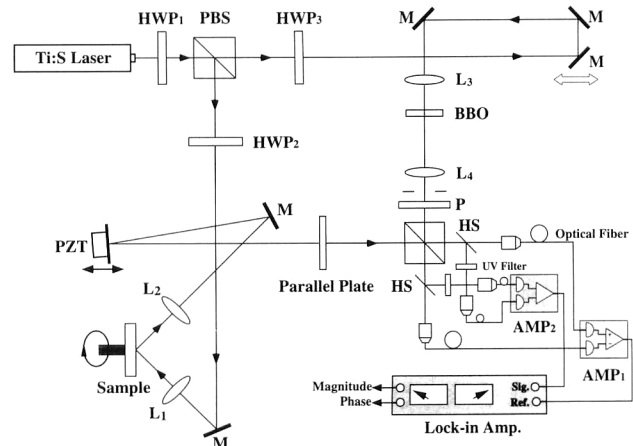 HWP1
PBS
HWP3
M
M
Ti:S Laser
M
L3
BBO
HWP2
L4
P
M
HS
Optical Fiber
PZT
UV Filter
Parallel Plate
HS
L2
AMP2
Sample
AMP1
L1
Magnitude
Sig.
Phase
Ref.
M
Lock-in Amp.